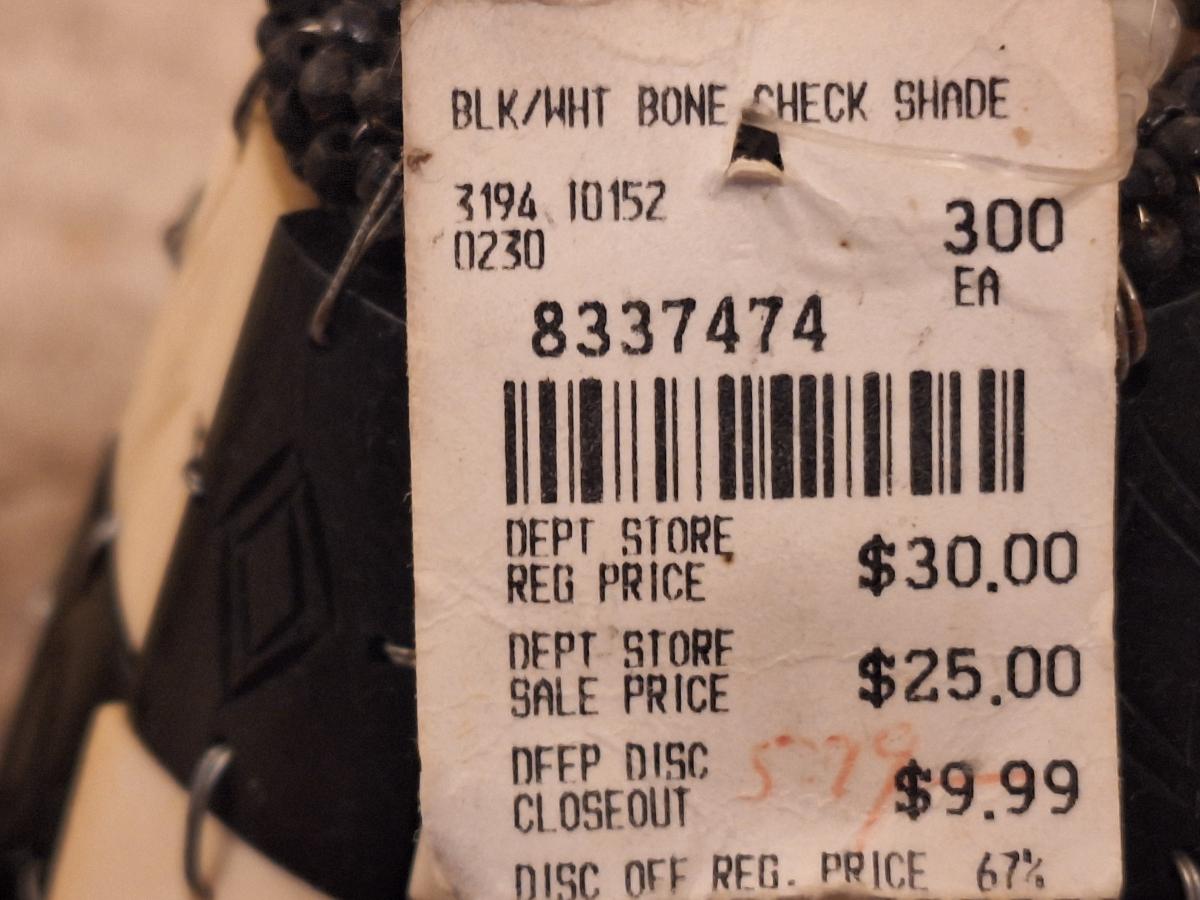 BLK/WHT BONE CHECK SHADE
3194 10152 300
0230 EA
8337474
DEPT STORE
REG PRICE $30.00
DEPT STORE
SALE PRICE $25.00
DEEP DISC
CLOSEOUT $9.99
DISC OFF REG. PRICE 67%